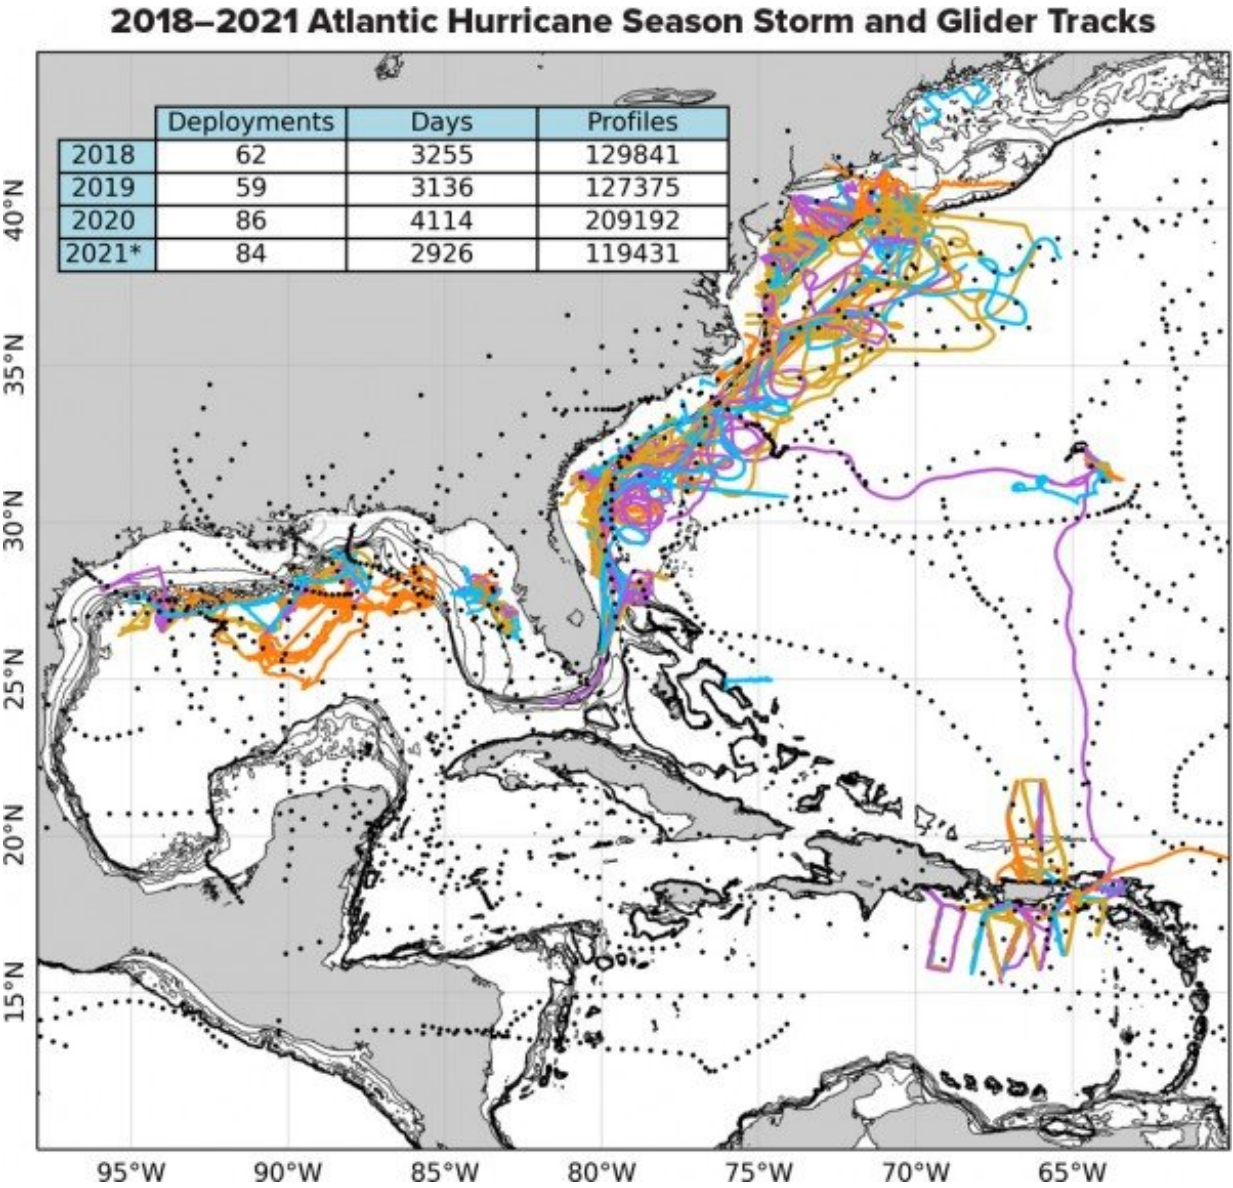 2018–2021 Atlantic Hurricane Season Storm and Glider Tracks
Deployments Days Profiles
2018 62 3255 129841
2019 59 3136 127375
2020 86 4114 209192
2021* 84 2926 119431
40°N
35°N
30°N
25°N
20°N
15°N
95°W 90°W 85°W 80°W 75°W 70°W 65°W